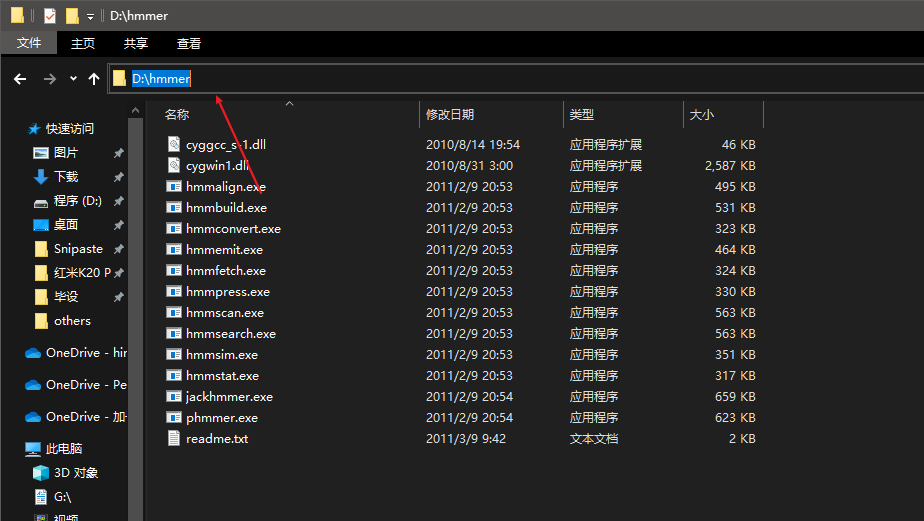 D:\hmmer
文件 主页 共享 查看
D:\hmmer
名称 修改日期 类型 大小
快速访问
图片
下载
程序 (D:)
桌面
Snipaste
红米K20 P
毕设
others
OneDrive - hir
OneDrive - Pe
OneDrive - 加
此电脑
3D 对象
G:\
视频
cyggcc_s-1.dll 2010/8/14 19:54 应用程序扩展 46 KB
cygwin1.dll 2010/8/31 3:00 应用程序扩展 2,587 KB
hmmalign.exe 2011/2/9 20:53 应用程序 495 KB
hmmbuild.exe 2011/2/9 20:53 应用程序 531 KB
hmmconvert.exe 2011/2/9 20:53 应用程序 323 KB
hmmemit.exe 2011/2/9 20:53 应用程序 464 KB
hmmfetch.exe 2011/2/9 20:53 应用程序 324 KB
hmmpress.exe 2011/2/9 20:53 应用程序 330 KB
hmmscan.exe 2011/2/9 20:53 应用程序 563 KB
hmmsearch.exe 2011/2/9 20:53 应用程序 563 KB
hmmsim.exe 2011/2/9 20:53 应用程序 351 KB
hmmstat.exe 2011/2/9 20:53 应用程序 317 KB
jackhmmer.exe 2011/2/9 20:54 应用程序 659 KB
phmmer.exe 2011/2/9 20:54 应用程序 623 KB
readme.txt 2011/3/9 9:42 文本文档 2 KB